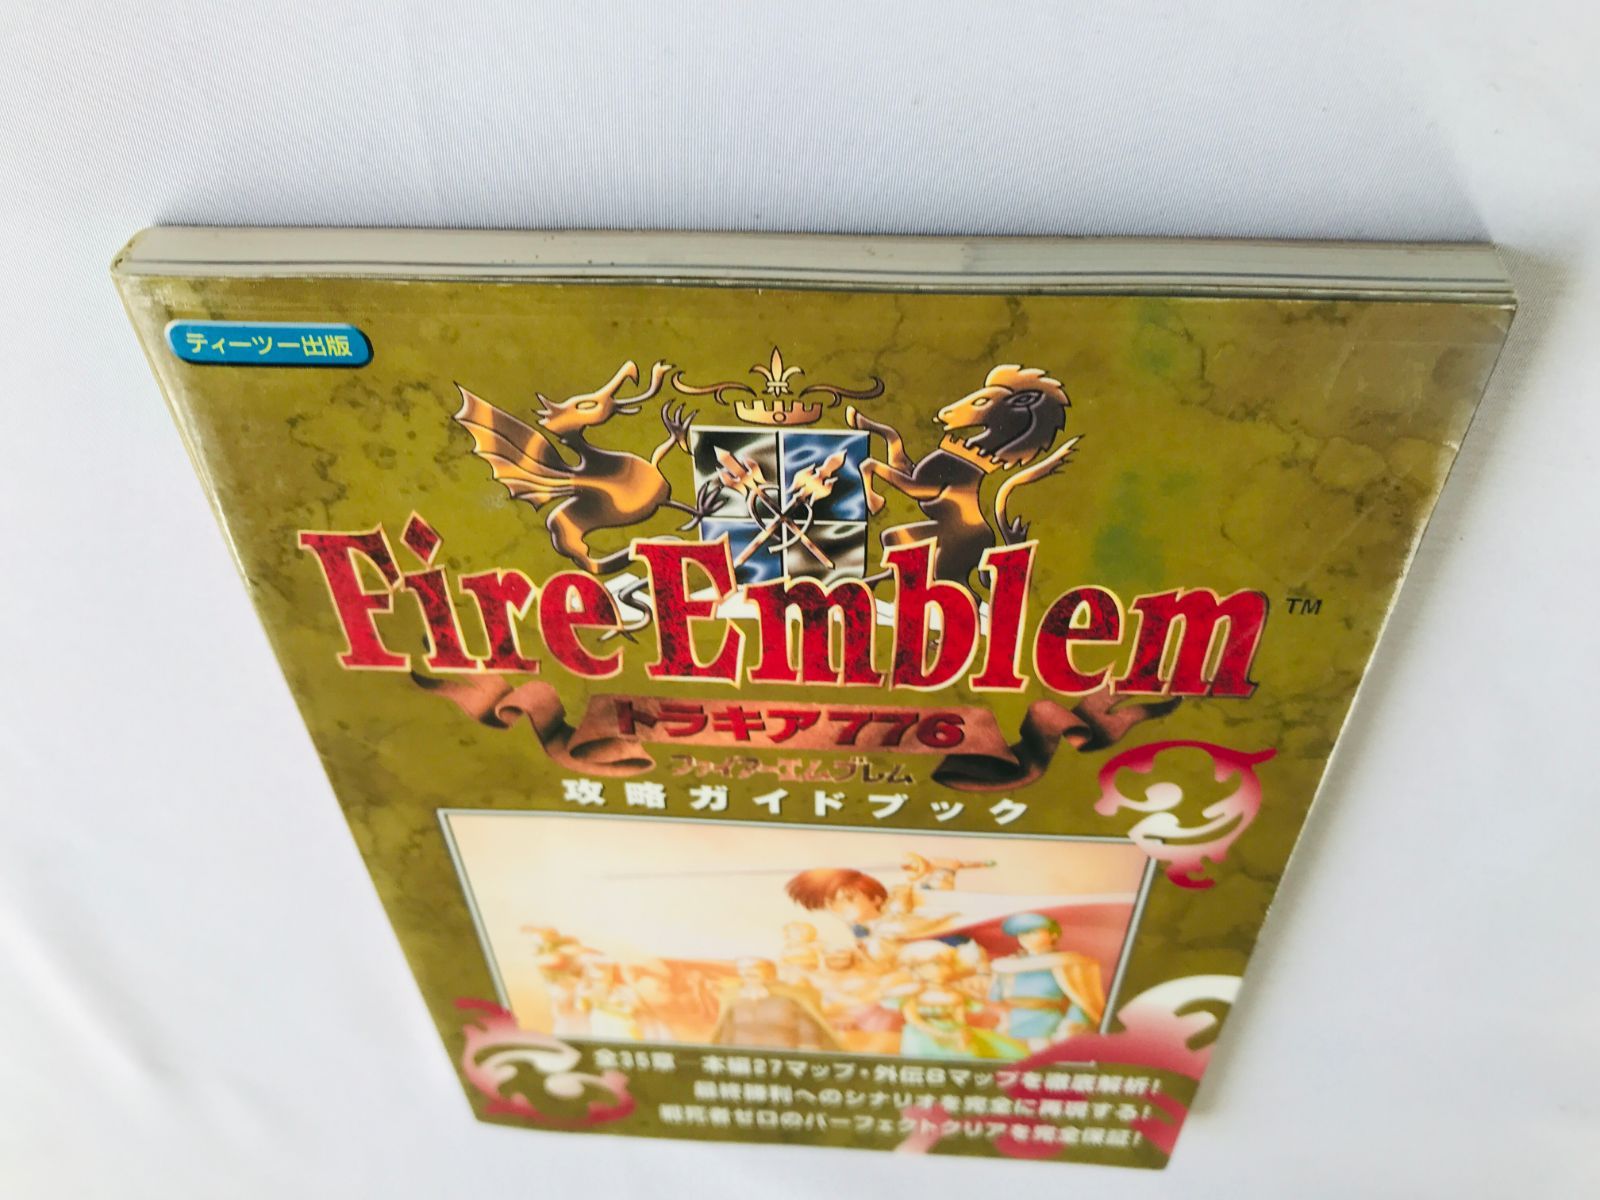 ティーツー出版
Fire Emblem™
トラキア776
ファイアーエムブレム
攻略ガイドブック
全35章 本編27マップ・外伝8マップを徹底解析!
最終勝利へのシナリオを完全に再現する!
戦死者ゼロのパーフェクトクリアを完全保証!